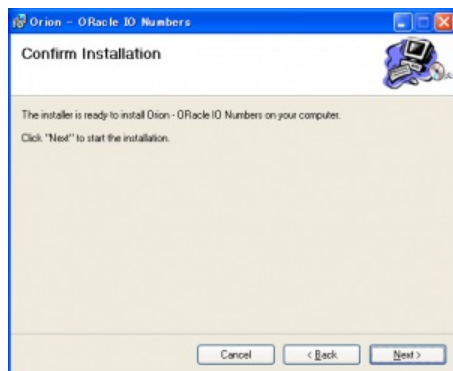 Orion - ORacle IO Numbers
Confirm Installation
The installer is ready to install Orion - ORacle IO Numbers on your computer.
Click "Next" to start the installation.
Cancel
< Back
Next >